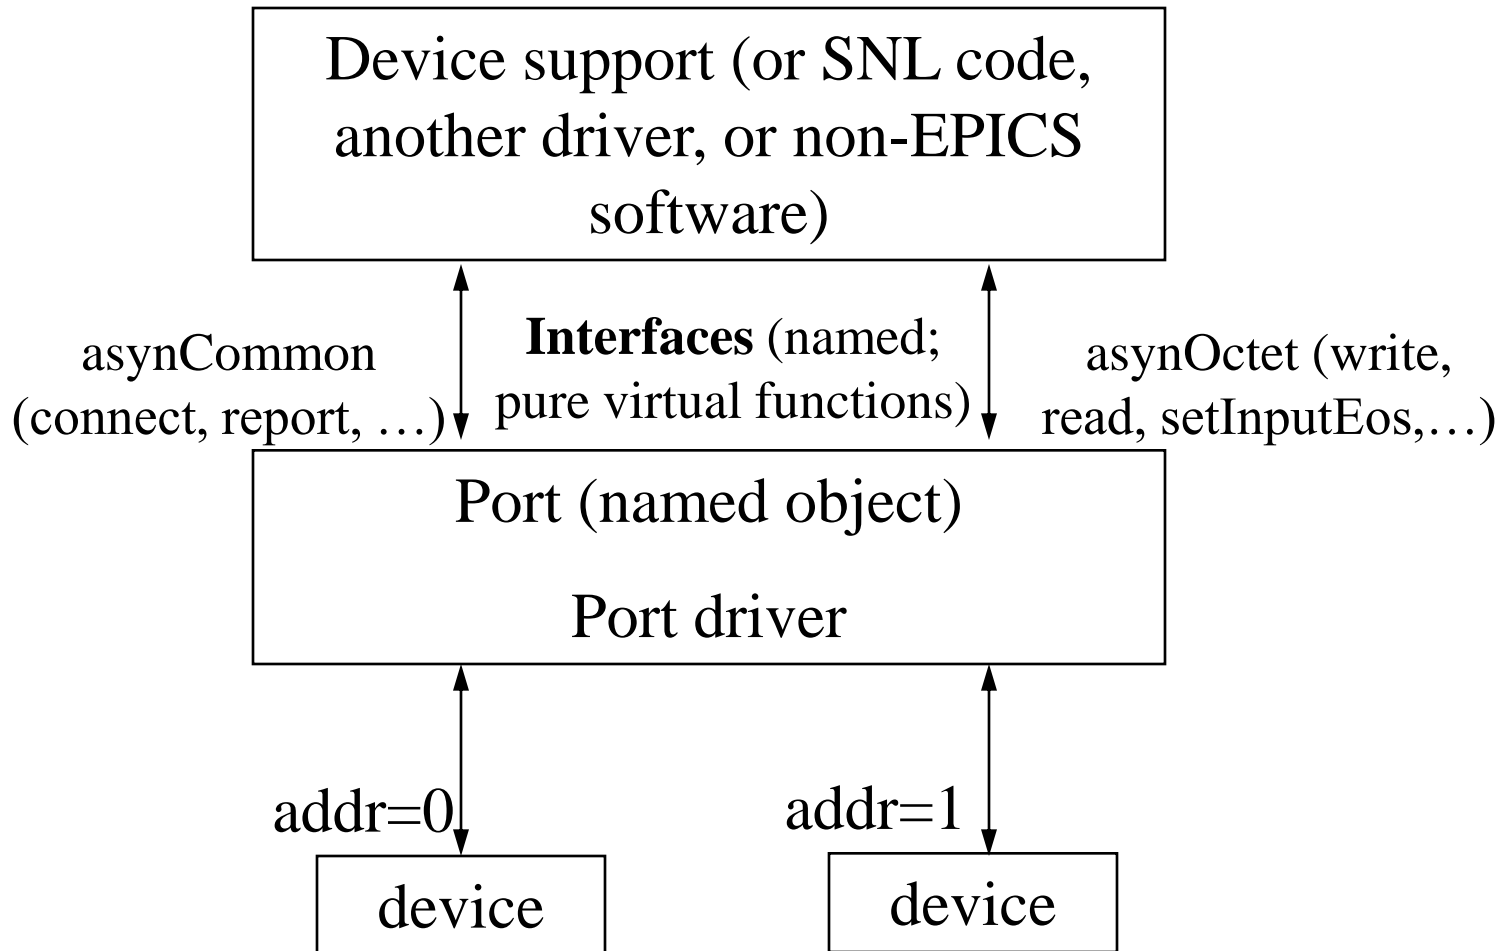 Device support (or SNL code,
another driver, or non-EPICS
software)
asynCommon
(connect, report, …)
Interfaces (named;
pure virtual functions)
asynOctet (write,
read, setInputEos,…)
Port (named object)
Port driver
addr=0
addr=1
device
device